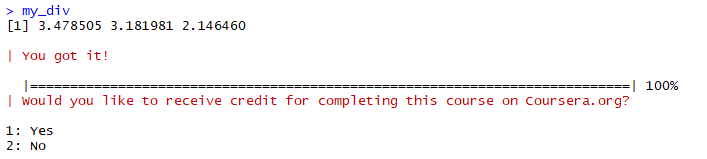 > my_div
[1] 3.478505 3.181981 2.146460
| You got it!
|===========================================================================| 100%
| Would you like to receive credit for completing this course on Coursera.org?
1: Yes
2: No